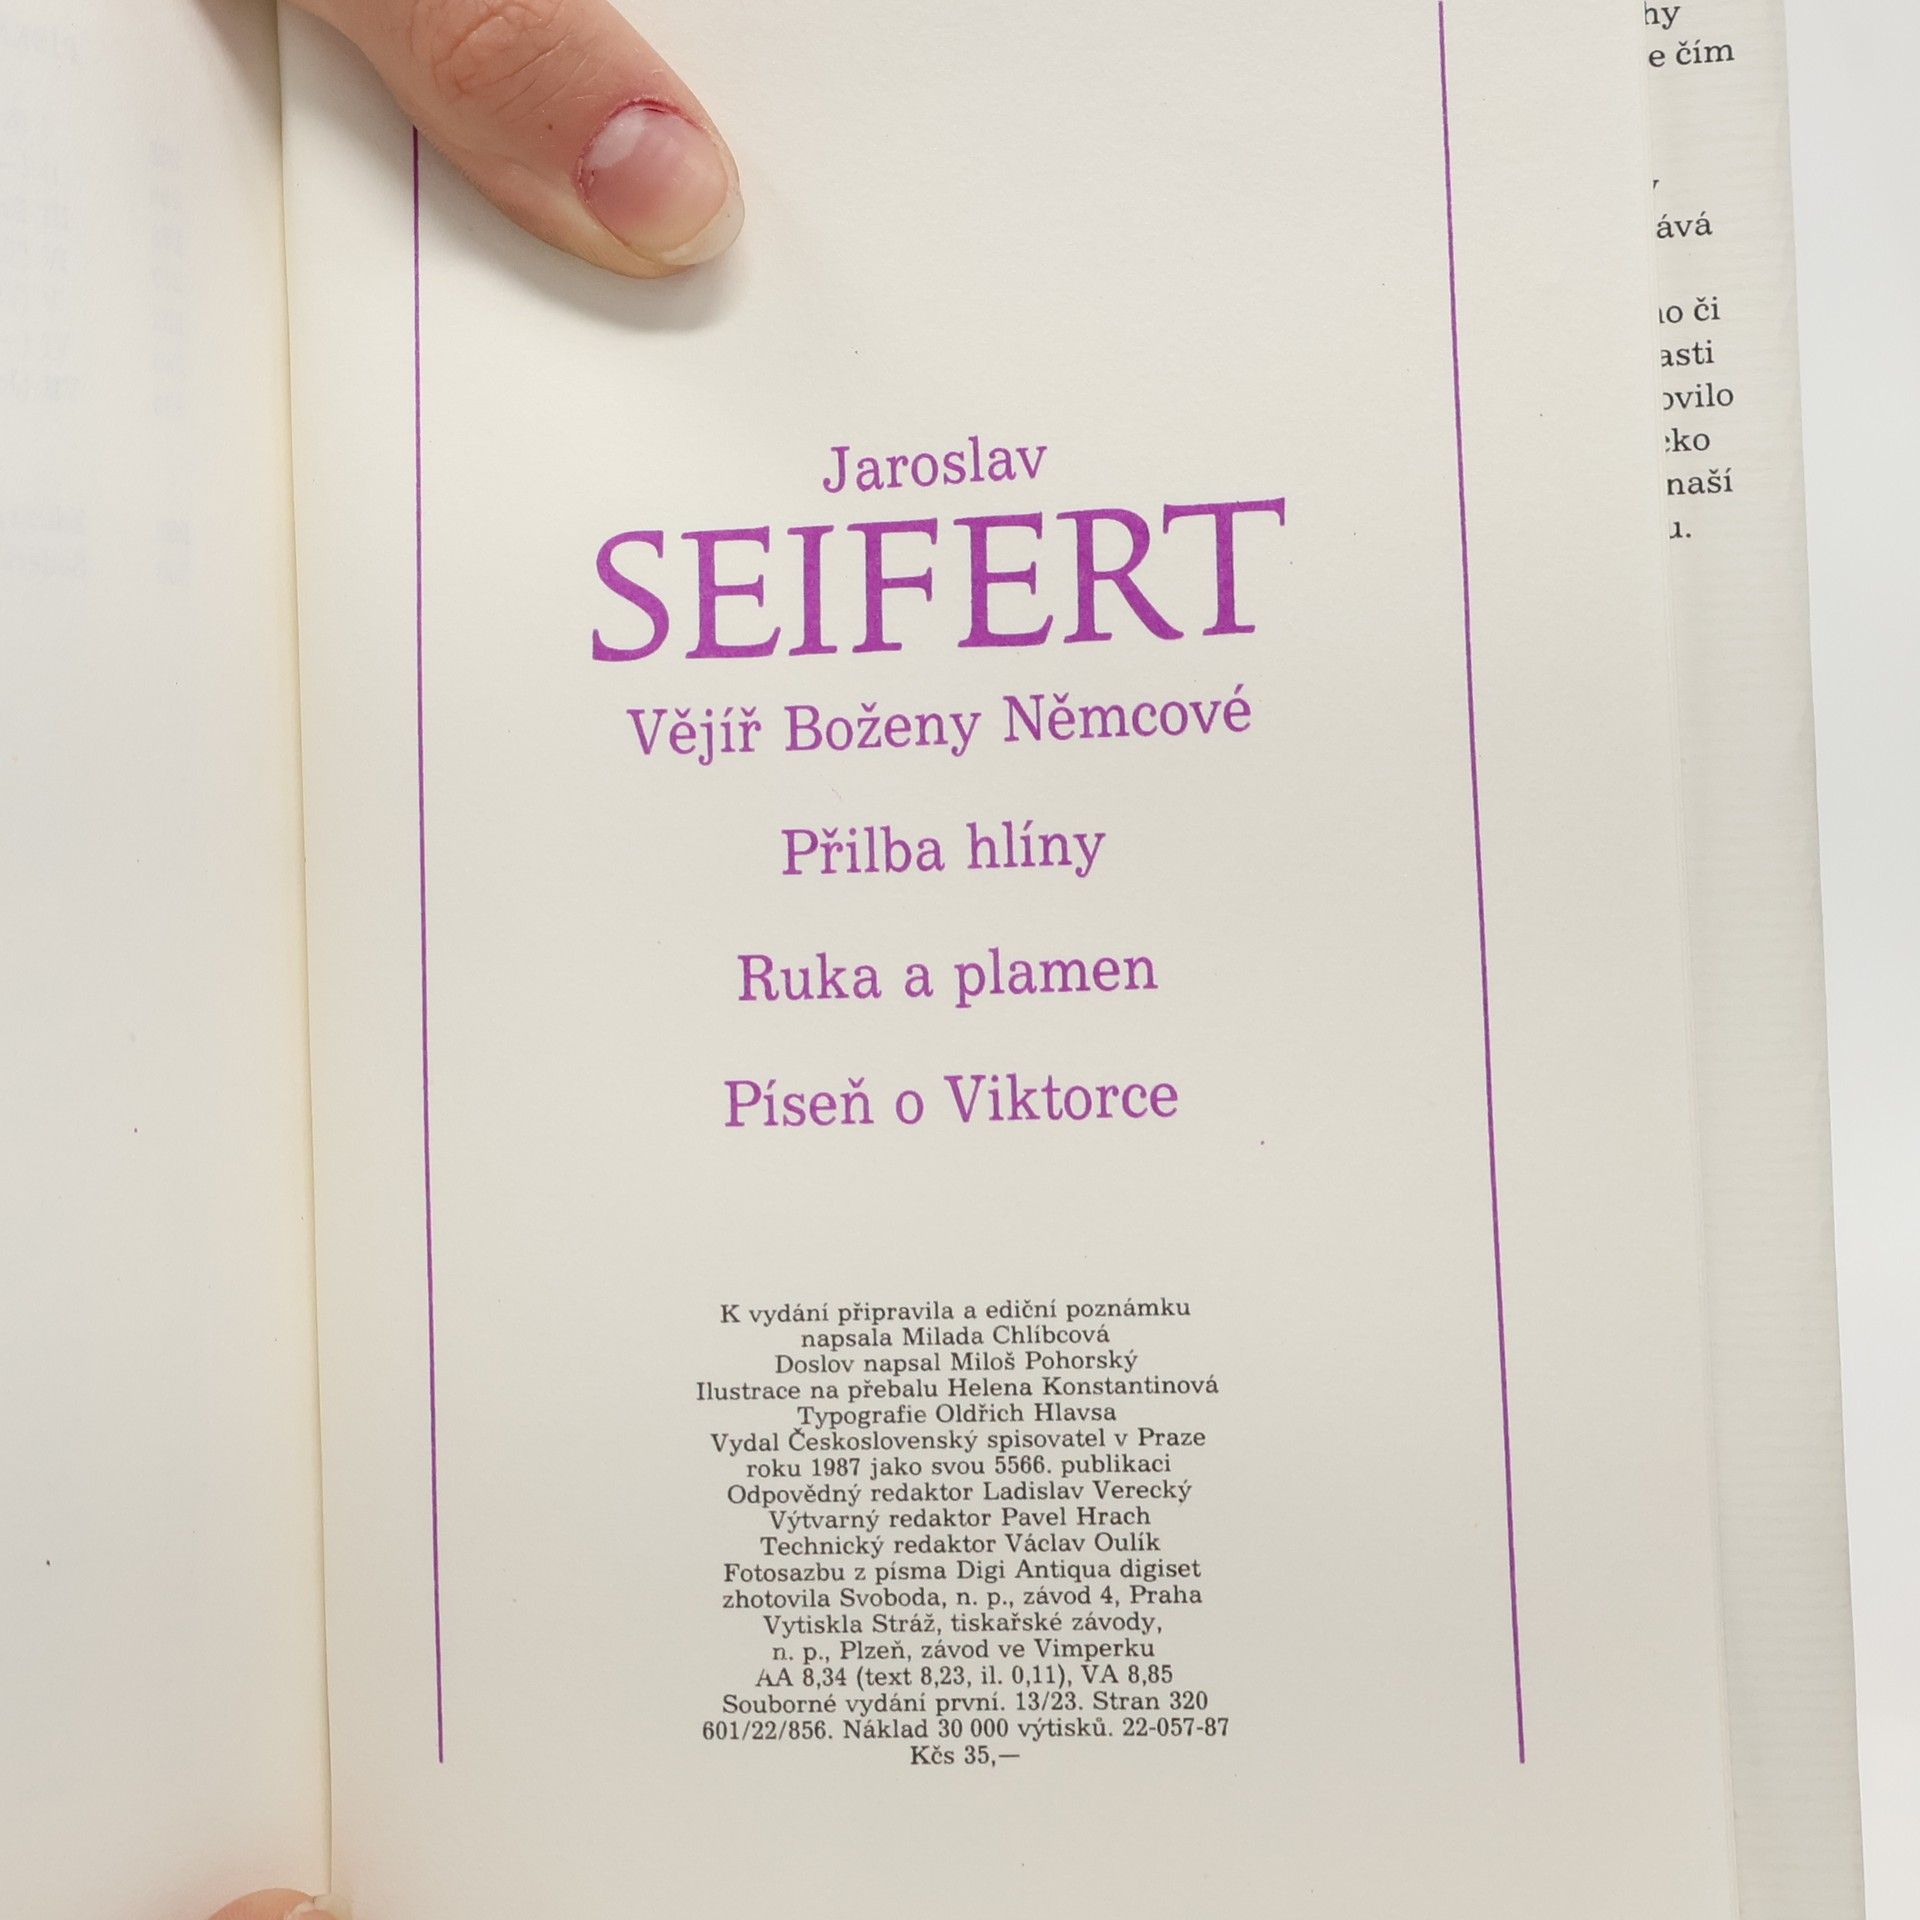 Jaroslav
SEIFERT
Vějíř Boženy Němcové
Přilba hlíny
Ruka a plamen
Píseň o Viktorce
K vydání připravila a ediční poznámku
napsala Milada Chlíbcová
Doslov napsal Miloš Pohorský
Ilustrace na přebalu Helena Konstantinová
Typografie Oldřich Hlavsa
Vydal Československý spisovatel v Praze
roku 1987 jako svou 5566. publikaci
Odpovědný redaktor Ladislav Verecký
Výtvarný redaktor Pavel Hrach
Technický redaktor Václav Oulík
Fotosazbu z písma Digi Antiqua digiset
zhotovila Svoboda, n. p., závod 4, Praha
Vytiskla Stráž, tiskařské závody,
n. p., Plzeň, závod ve Vimperku
AA 8,34 (text 8,23, il. 0,11), VA 8,85
Souborné vydání první. 13/23. Stran 320
601/22/856. Náklad 30 000 výtisků. 22-057-87
Kčs 35,—
čím
či
naší